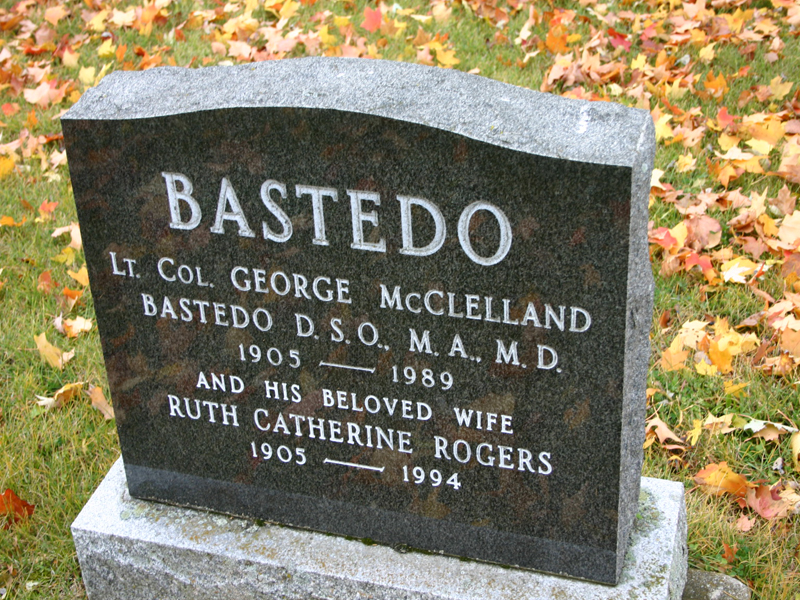 BASTEDO
LT. COL. GEORGE McCLELLAND
BASTEDO D.S.O., M.A., M.D.
1905 — 1989
AND HIS BELOVED WIFE
RUTH CATHERINE ROGERS
1905 — 1994